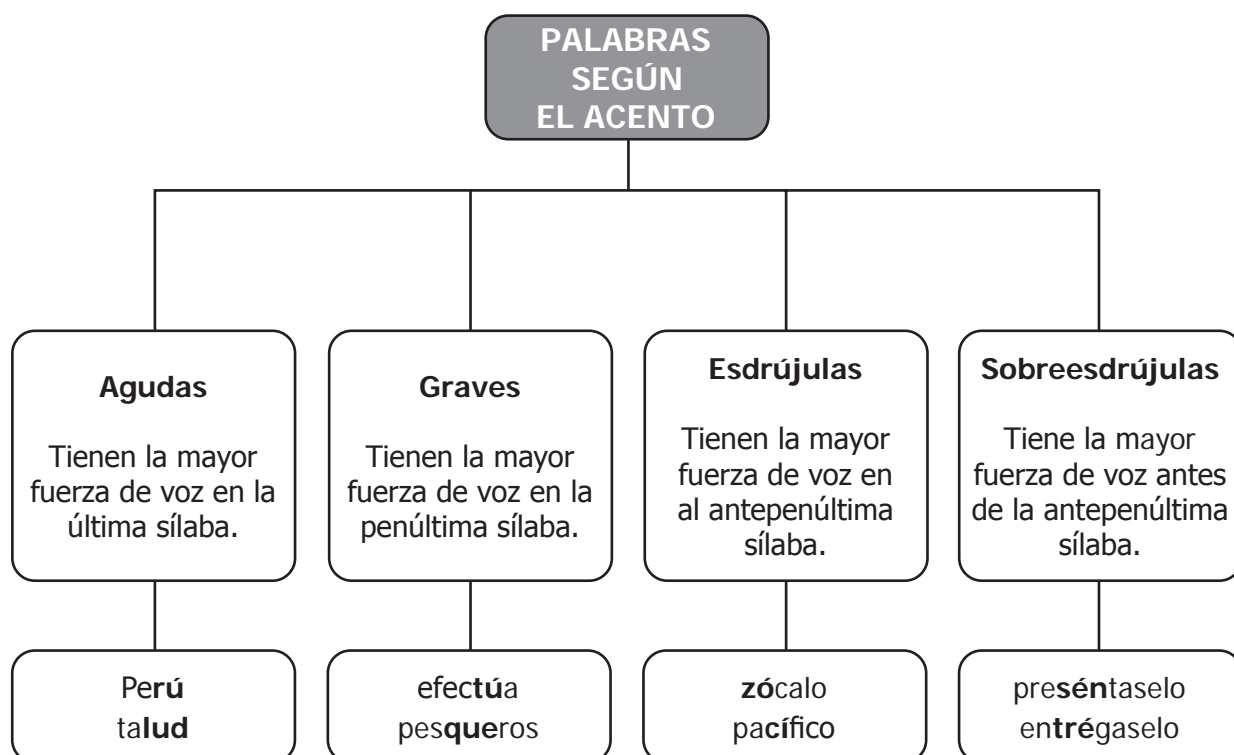 PALABRAS
SEGÚN
EL ACENTO
Agudas
Tienen la mayor
fuerza de voz en la
última sílaba.
Perú
talud
Graves
Tienen la mayor
fuerza de voz en la
penúltima sílaba.
efectúa
pesqueros
Esdrújulas
Tienen la mayor
fuerza de voz en
al antepenúltima
sílaba.
zócalo
pacífico
Sobreesdrújulas
Tiene la mayor
fuerza de voz antes
de la antepenúltima
sílaba.
preséntaselo
entrégaselo